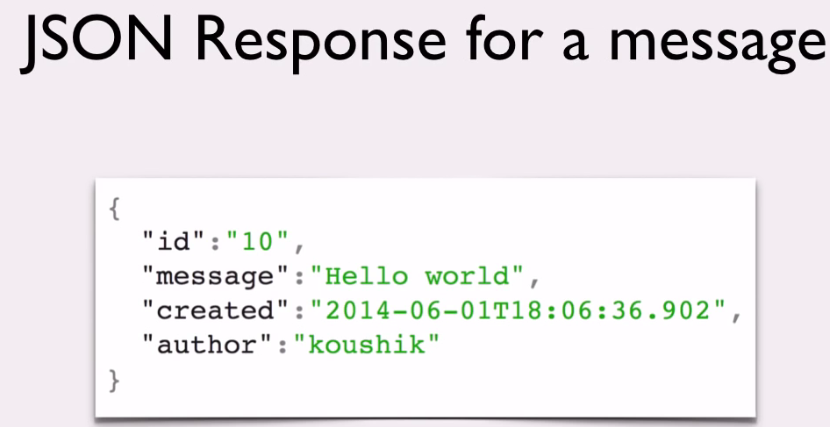 JSON Response for a message
{
"id":"10",
"message":"Hello world",
"created":"2014-06-01T18:06:36.902",
"author":"koushik"
}